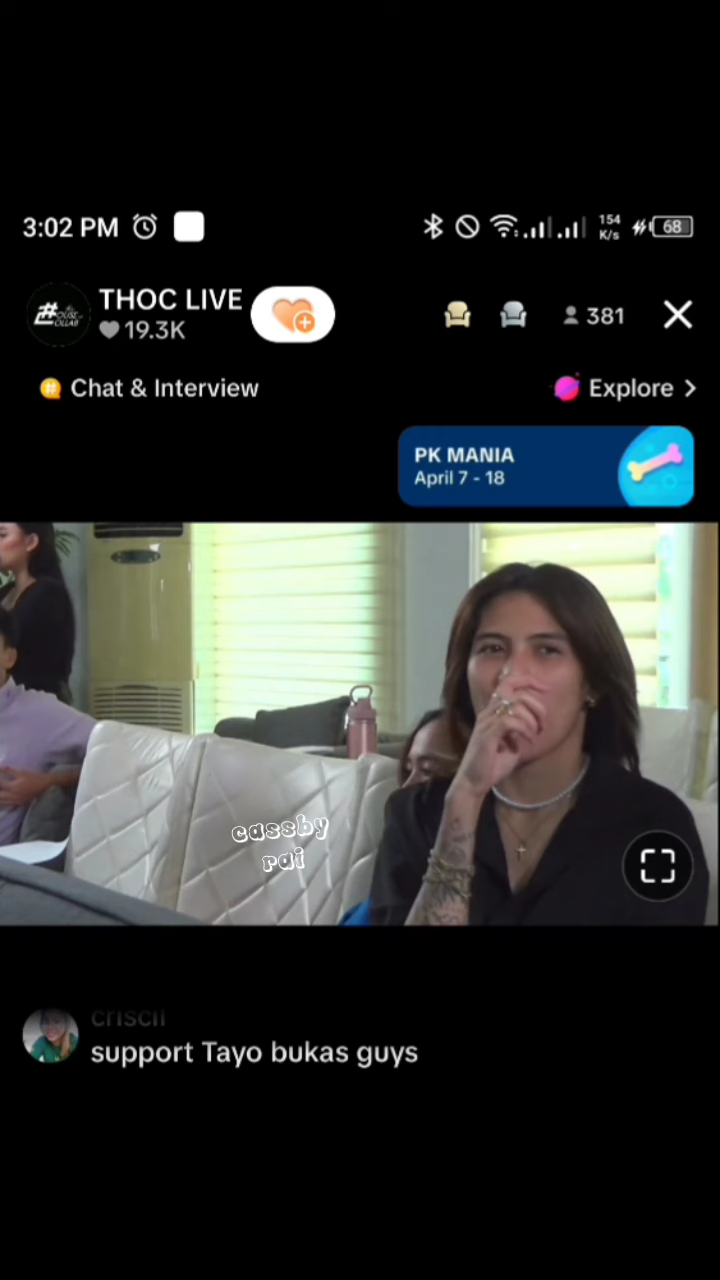 3:02 PM
154
K/s
68
THOC LIVE
19.3K
381
Chat & Interview
Explore
PK MANIA
April 7 - 18
cassby
rai
criscil
support Tayo bukas guys